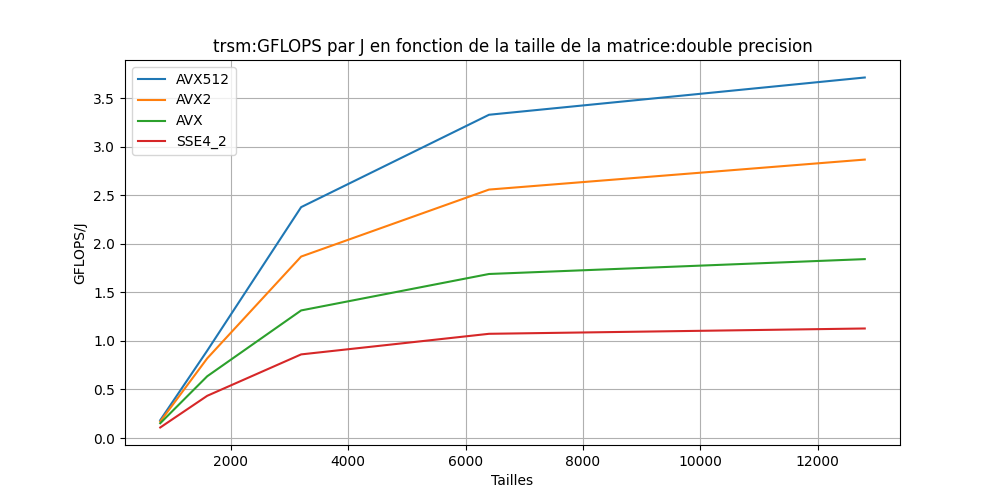 trsm:GFLOPS par J en fonction de la taille de la matrice:double precision
AVX512
AVX2
AVX
SSE4_2
GFLOPS/J
3.5
3.0
2.5
2.0
1.5
1.0
0.5
0.0
2000
4000
6000
8000
10000
12000
Tailles